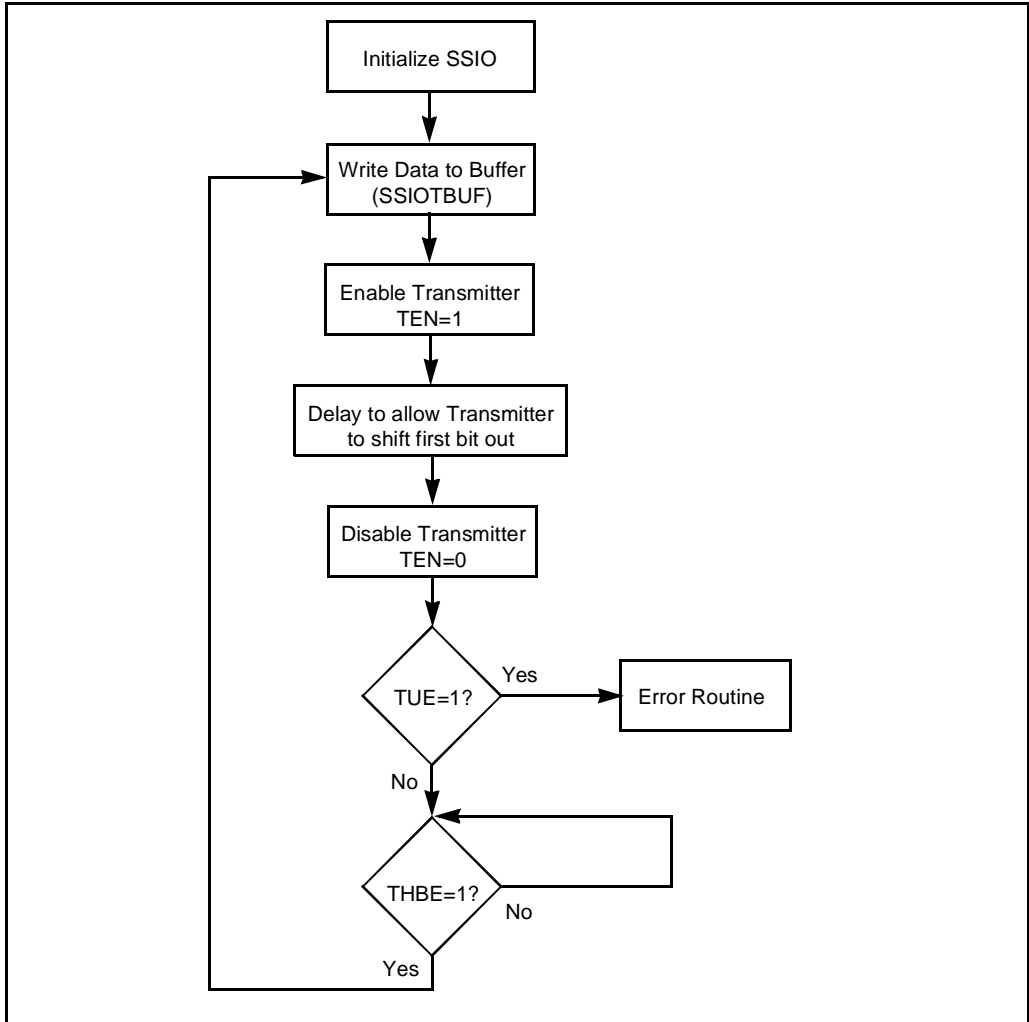 Initialize SSIO
Write Data to Buffer
(SSIOTBUF)
Enable Transmitter
TEN=1
Delay to allow Transmitter
to shift first bit out
Disable Transmitter
TEN=0
TUE=1?
Yes
Error Routine
No
THBE=1?
No
Yes